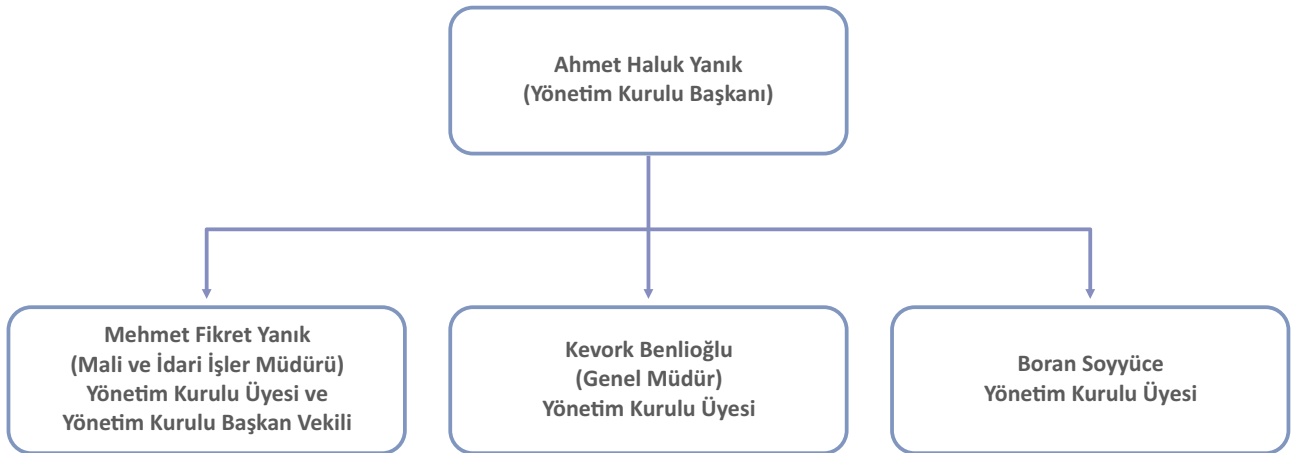 Ahmet Haluk Yanık
(Yönetim Kurulu Başkanı)
Mehmet Fikret Yanık
(Mali ve İdari İşler Müdürü)
Yönetim Kurulu Üyesi ve
Yönetim Kurulu Başkan Vekili
Kevork Benlioğlu
(Genel Müdür)
Yönetim Kurulu Üyesi
Boran Soyyüce
Yönetim Kurulu Üyesi